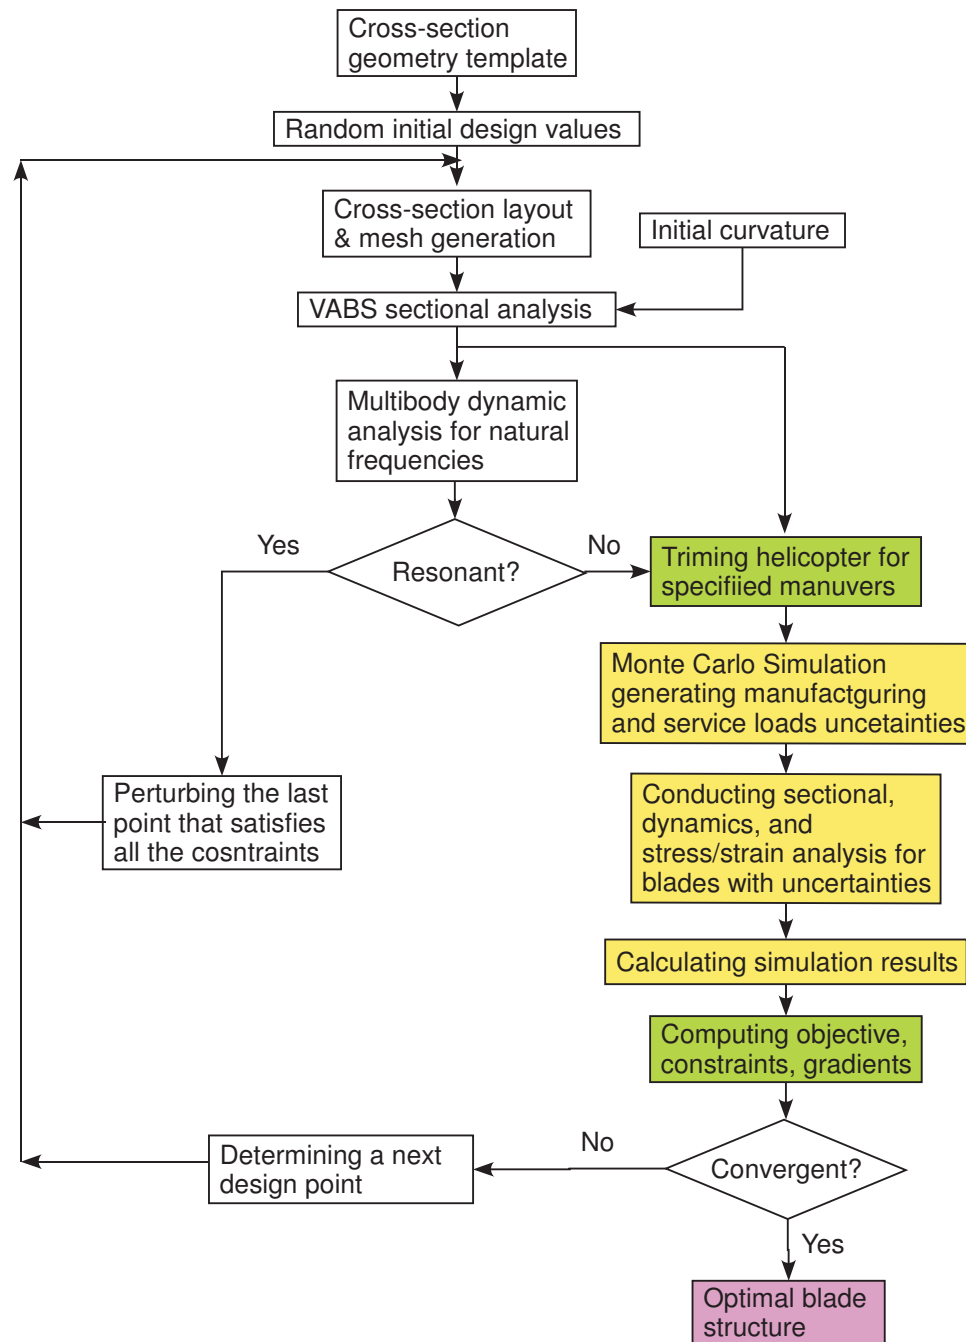 Cross-section
geometry template
Random initial design values
Cross-section layout
& mesh generation
Initial curvature
VABS sectional analysis
Multibody dynamic
analysis for natural
frequencies
Yes
No
Resonant?
Triming helicopter for
specifiied manuvers
Monte Carlo Simulation
generating manufactguring
and service loads uncetainties
Perturbing the last
point that satisfies
all the cosntraints
Conducting sectional,
dynamics, and
stress/strain analysis for
blades with uncertainties
Calculating simulation results
Computing objective,
constraints, gradients
No
Determining a next
design point
Convergent?
Yes
Optimal blade
structure